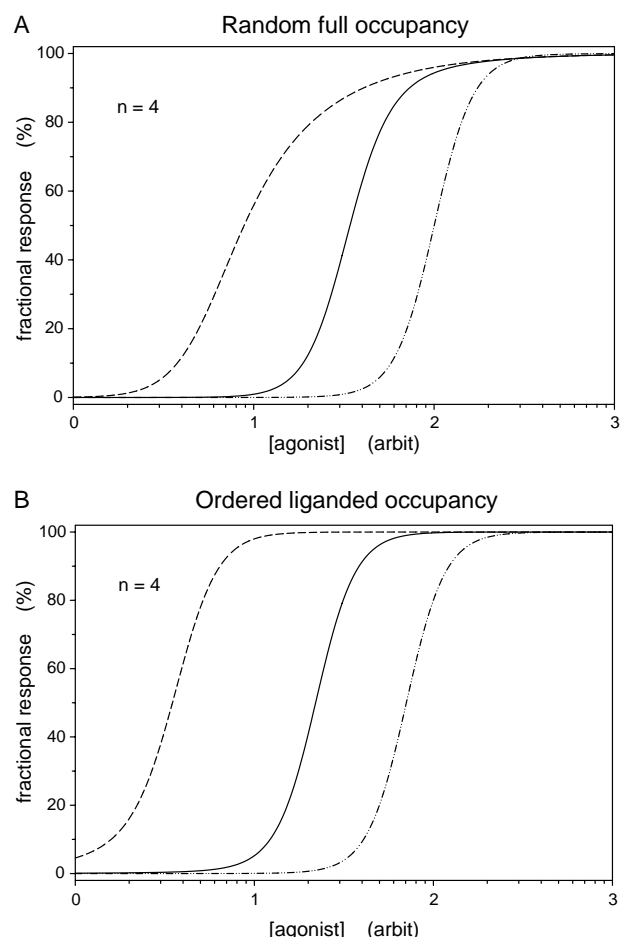 A
Random full occupancy
100
80
60
40
20
0
n = 4
fractional response (%)
0
1
2
3
[agonist] (arbit)
B
Ordered liganded occupancy
100
80
60
40
20
0
n = 4
fractional response (%)
0
1
2
3
[agonist] (arbit)